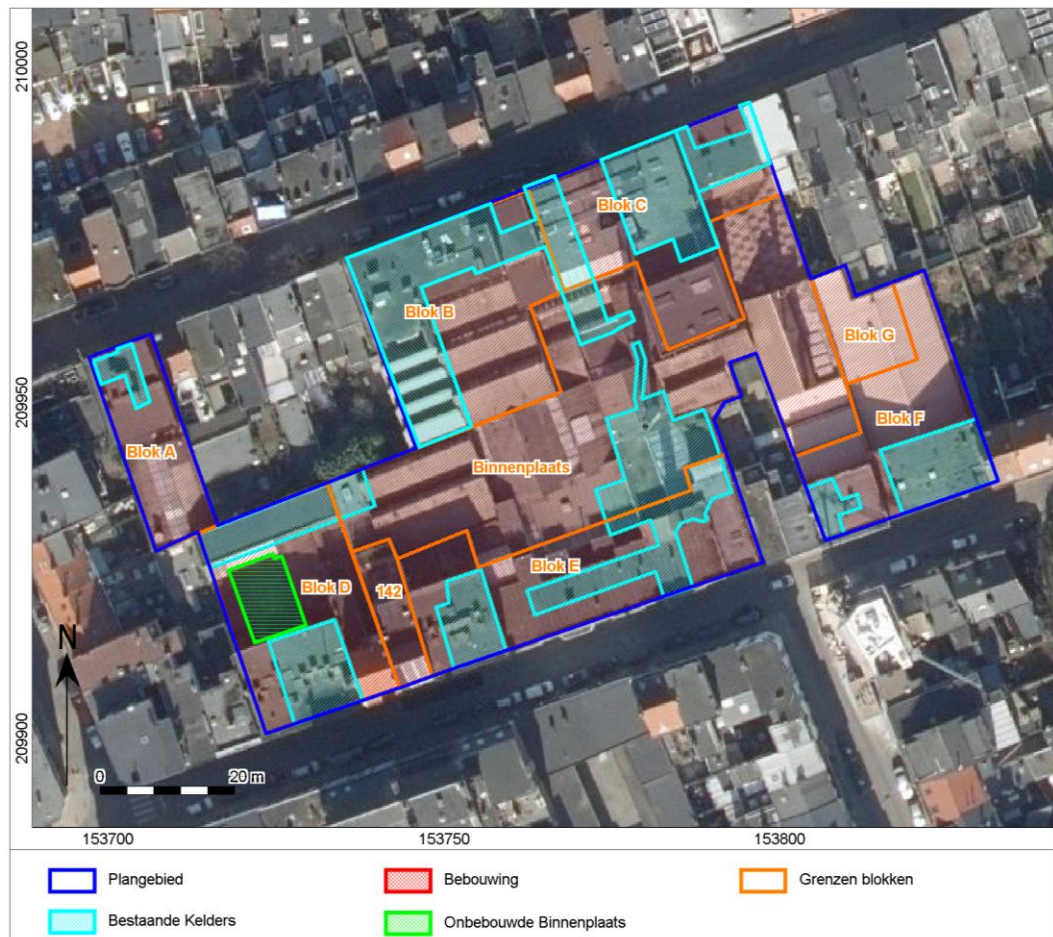 210000
Blok C
Blok B
209950
Blok G
Blok A
Blok F
Binnenplaats
Blok E
Blok D
142
N
209900
0 20 m
153700 153750 153800
Plangebied Bebouwing Grenzen blokken
Bestaande Kelders Onbebouwde Binnenplaats